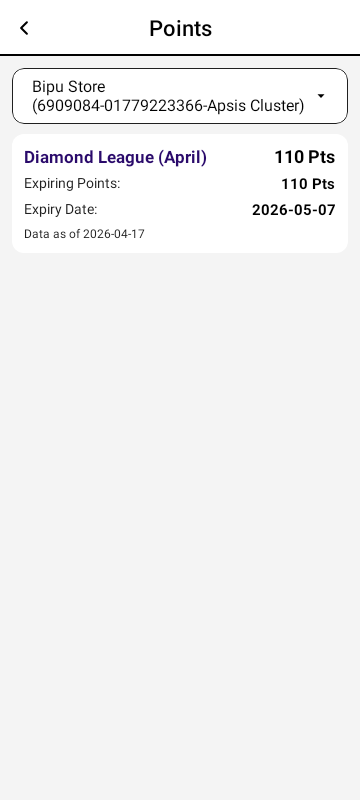 Points
Bipu Store
(6909084-01779223366-Apsis Cluster)
Diamond League (April) 110 Pts
Expiring Points: 110 Pts
Expiry Date: 2026-05-07
Data as of 2026-04-17